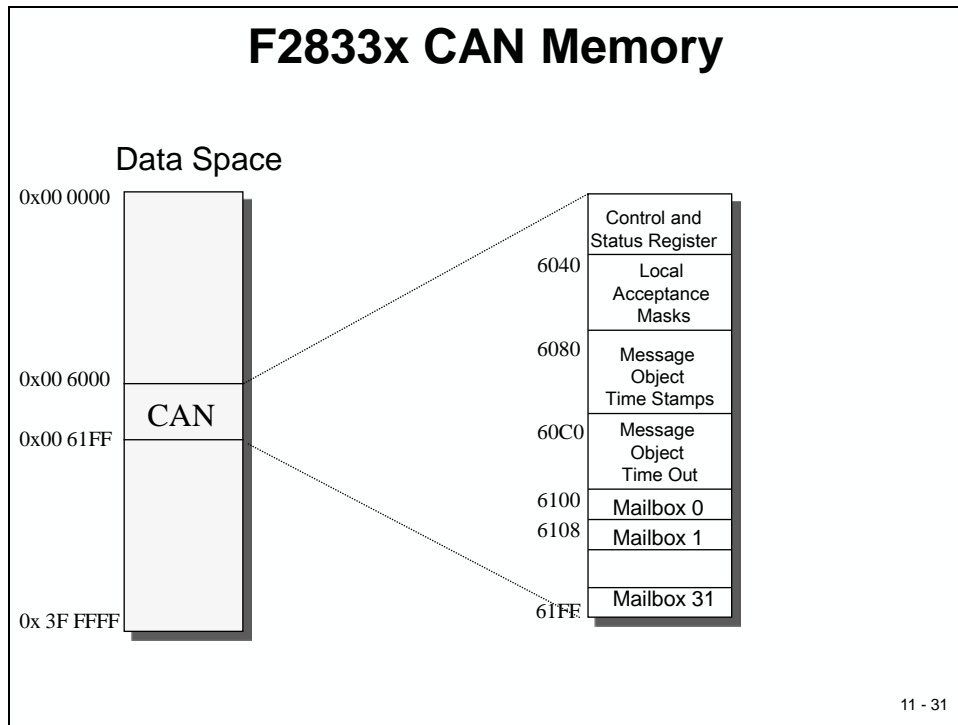 F2833x CAN Memory
Data Space
0x00 0000
0x00 6000
CAN
0x00 61FF
0x 3F FFFF
Control and
Status Register
6040
Local
Acceptance
Masks
6080
Message
Object
Time Stamps
60C0
Message
Object
Time Out
6100
Mailbox 0
6108
Mailbox 1
Mailbox 31
61FF
11 - 31